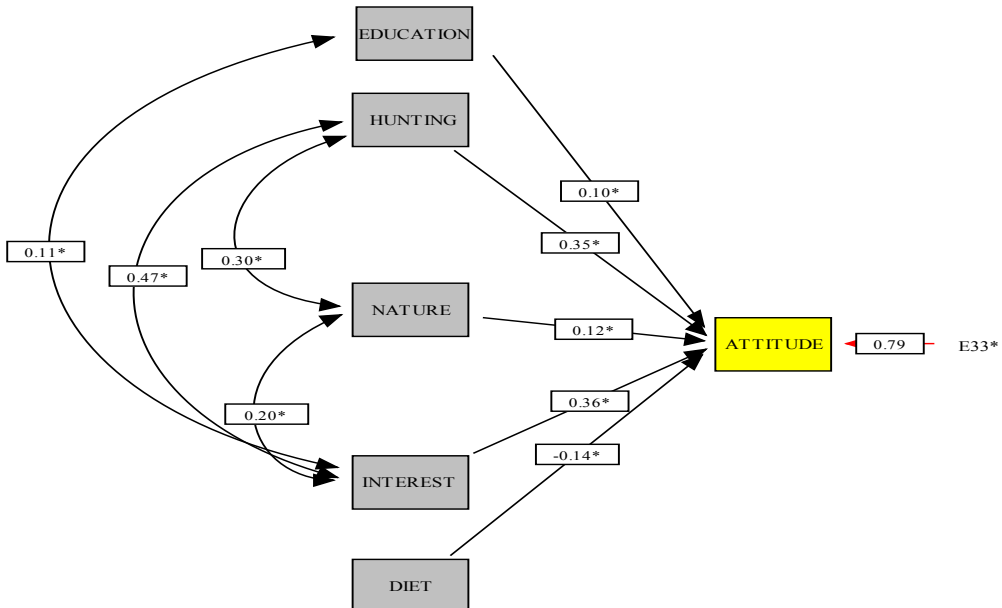 EDUCATION
HUNTING
0.10*
0.35*
0.11*
0.47*
0.30*
NATURE
0.12*
ATTITUDE
0.79
E33*
0.36*
0.20*
-0.14*
INTEREST
DIET